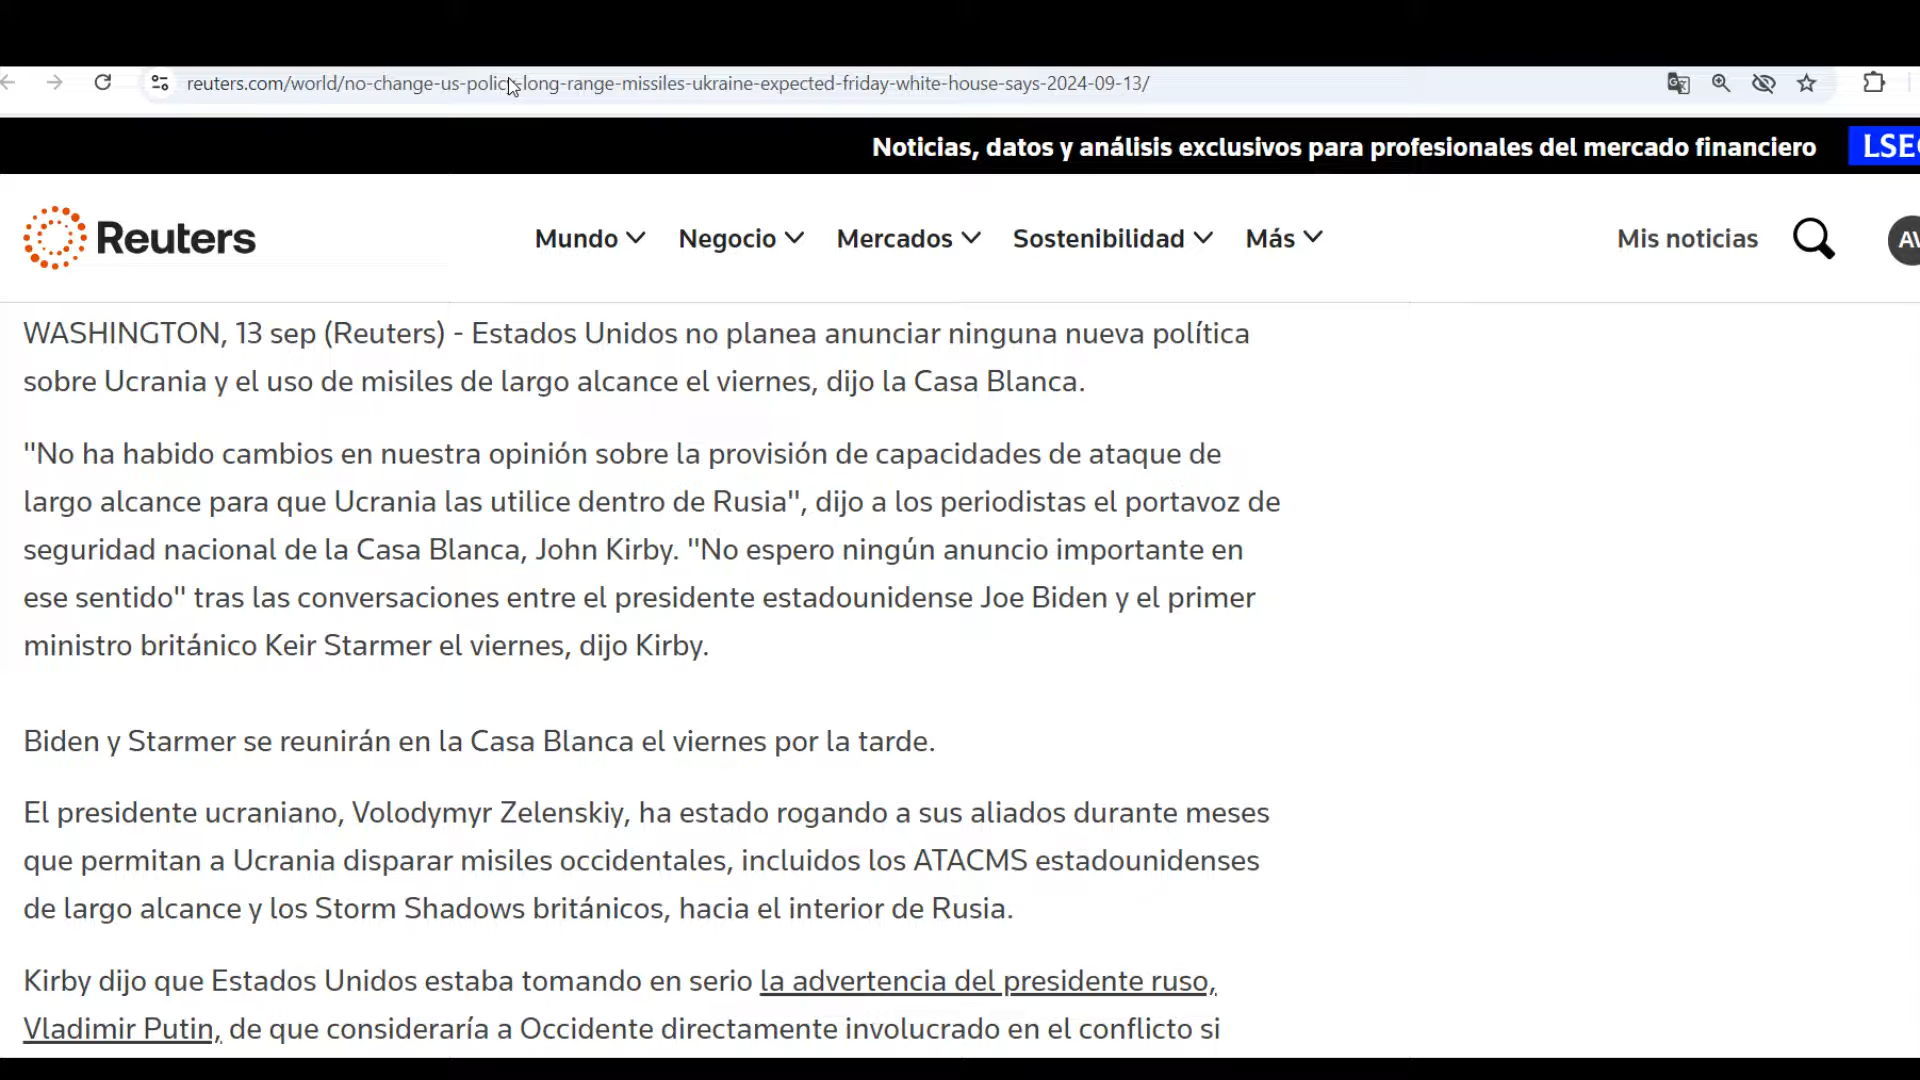 reuters.com/world/no-change-us-policy-long-range-missiles-ukraine-expected-friday-white-house-says-2024-09-13/
Noticias, datos y análisis exclusivos para profesionales del mercado financiero
LSEG
Reuters
Mundo
Negocio
Mercados
Sostenibilidad
Más
Mis noticias
AV
WASHINGTON, 13 sep (Reuters) - Estados Unidos no planea anunciar ninguna nueva política
sobre Ucrania y el uso de misiles de largo alcance el viernes, dijo la Casa Blanca.
"No ha habido cambios en nuestra opinión sobre la provisión de capacidades de ataque de
largo alcance para que Ucrania las utilice dentro de Rusia", dijo a los periodistas el portavoz de
seguridad nacional de la Casa Blanca, John Kirby. "No espero ningún anuncio importante en
ese sentido" tras las conversaciones entre el presidente estadounidense Joe Biden y el primer
ministro británico Keir Starmer el viernes, dijo Kirby.
Biden y Starmer se reunirán en la Casa Blanca el viernes por la tarde.
El presidente ucraniano, Volodymyr Zelenskiy, ha estado rogando a sus aliados durante meses
que permitan a Ucrania disparar misiles occidentales, incluidos los ATACMS estadounidenses
de largo alcance y los Storm Shadows británicos, hacia el interior de Rusia.
Kirby dijo que Estados Unidos estaba tomando en serio la advertencia del presidente ruso,
Vladimir Putin, de que consideraría a Occidente directamente involucrado en el conflicto si